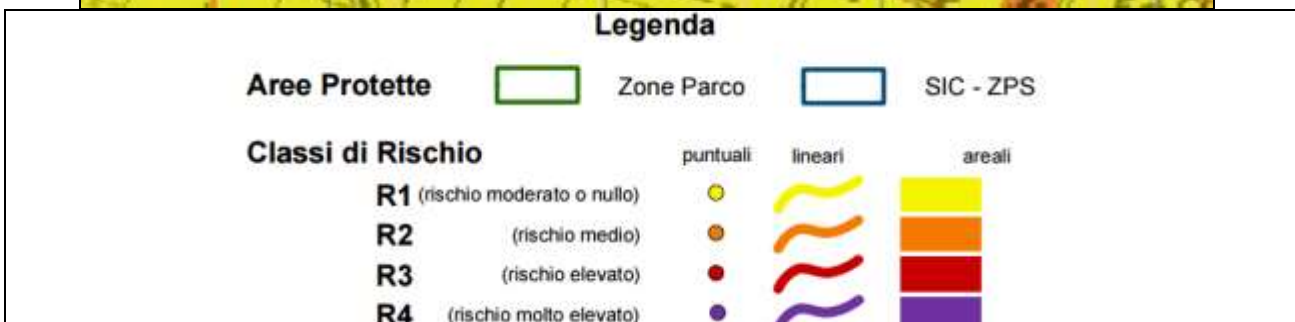 Legenda
Aree Protette Zone Parco SIC - ZPS
Classi di Rischio puntuali lineari areali
R1 (rischio moderato o nullo)
R2 (rischio medio)
R3 (rischio elevato)
R4 (rischio molto elevato)